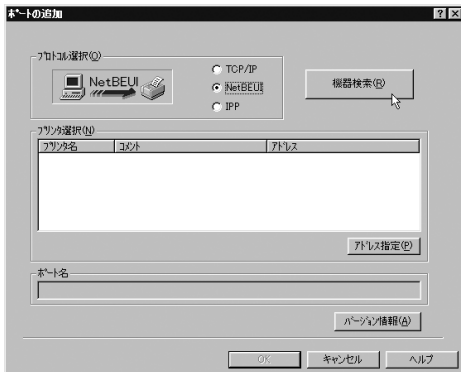 ﾎﾟｰﾄの追加
ﾌﾟﾛﾄｺﾙ選択(O)
NetBEUI
TCP/IP
NetBEUI
IPP
機器検索(R)
ﾌﾟﾘﾝﾀ選択(N)
ﾌﾟﾘﾝﾀ名 ｺﾒﾝﾄ ｱﾄﾞﾚｽ
ｱﾄﾞﾚｽ指定(P)
ﾎﾟｰﾄ名
ﾊﾞｰｼﾞｮﾝ情報(A)
OK ｷｬﾝｾﾙ ﾍﾙﾌﾟ